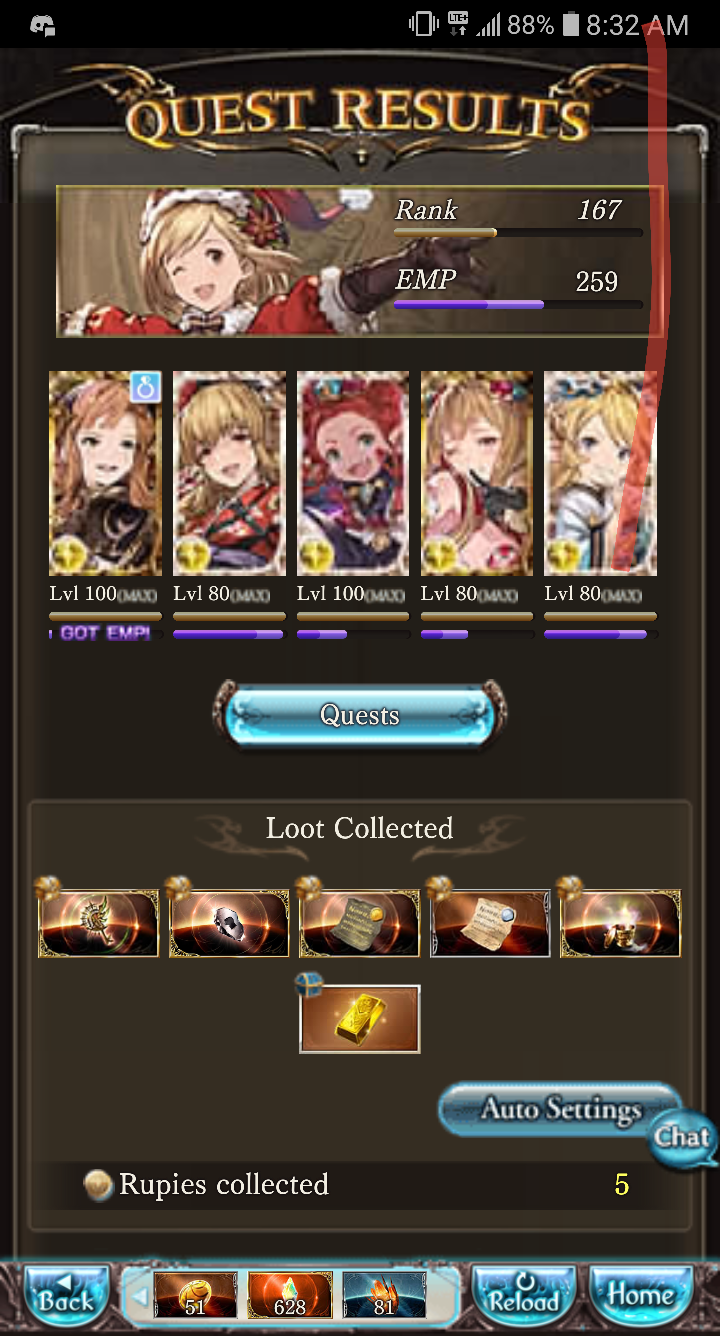 LTE+ 88% 8:32 AM
QUEST RESULTS
Rank 167
EMP 259
Lvl 100(MAX) Lvl 80(MAX) Lvl 100(MAX) Lvl 80(MAX) Lvl 80(MAX)
GOT EMP!
Quests
Loot Collected
Auto Settings
Chat
Rupies collected 5
Back 51 628 81 Reload Home